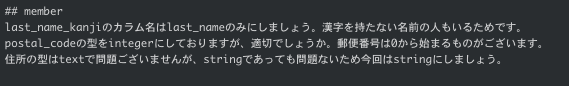 ## member
last_name_kanjiのカラム名はlast_nameのみにしましょう。漢字を持たない名前の人もいるためです。
postal_codeの型をintegerにしておりますが、適切でしょうか。郵便番号は0から始まるものがございます。
住所の型はtextで問題ございませんが、stringであっても問題ないため今回はstringにしましょう。